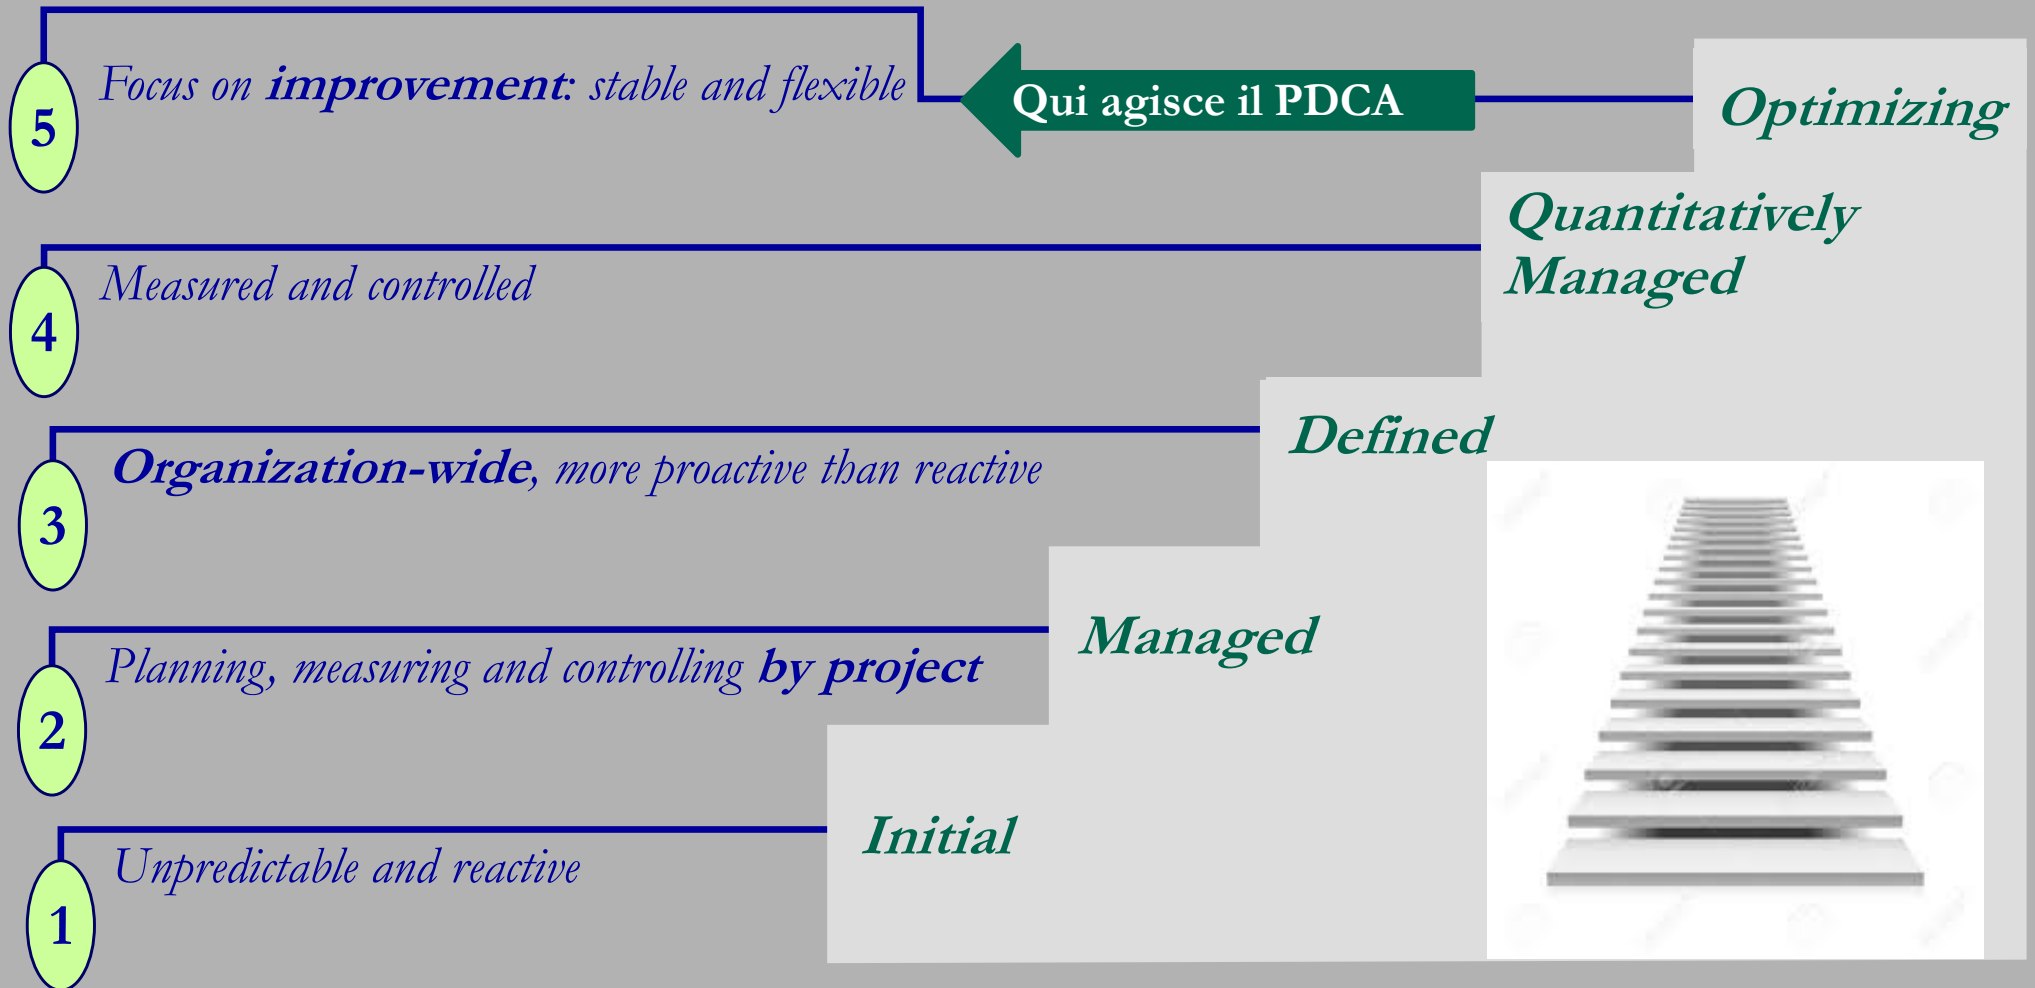 Focus on improvement: stable and flexible
Qui agisce il PDCA
Optimizing
5
Quantitatively
Managed
Measured and controlled
4
Defined
Organization-wide, more proactive than reactive
3
Managed
Planning, measuring and controlling by project
2
Initial
Unpredictable and reactive
1